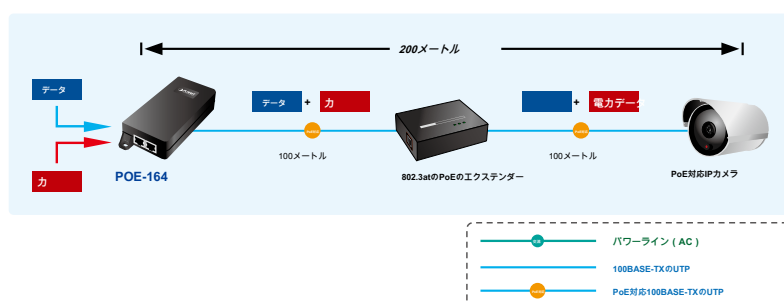 200メートル
データ
データ + 力
+ 電力データ
力
100メートル
100メートル
POE-164
802.3atのPoEのエクステンダー
PoE対応IPカメラ
パワーライン ( AC )
100BASE-TXのUTP
PoE対応100BASE-TXのUTP